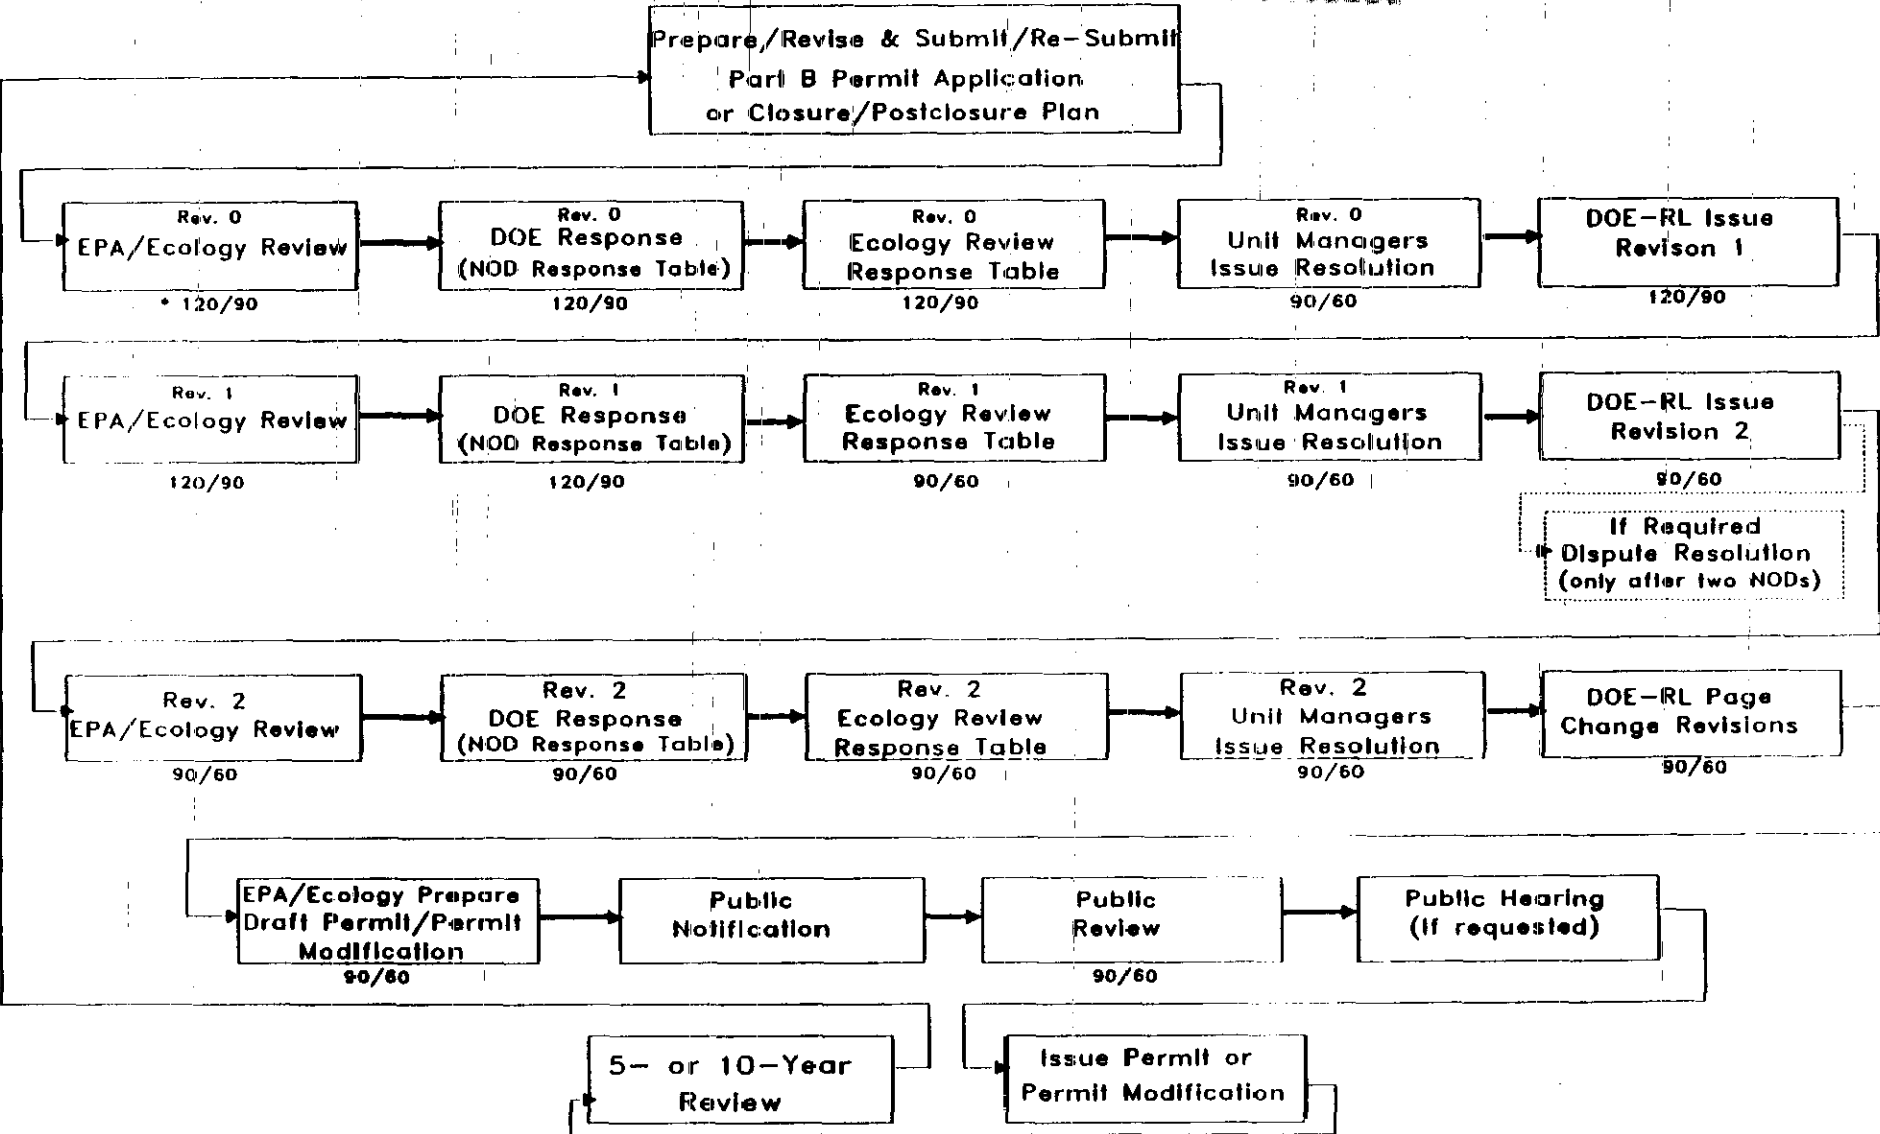 Prepare/Revise & Submit/Re-Submit
Part B Permit Application
or Closure/Postclosure Plan
Rev. 0
EPA/Ecology Review
* 120/90
Rev. 0
DOE Response
(NOD Response Table)
120/90
Rev. 0
Ecology Review
Response Table
120/90
Rev. 0
Unit Managers
Issue Resolution
90/60
DOE-RL Issue
Revison 1
120/90
Rev. 1
EPA/Ecology Review
120/90
Rev. 1
DOE Response
(NOD Response Table)
120/90
Rev. 1
Ecology Review
Response Table
90/60
Rev. 1
Unit Managers
Issue Resolution
90/60
DOE-RL Issue
Revision 2
90/60
If Required
Dispute Resolution
(only after two NODs)
Rev. 2
EPA/Ecology Review
90/60
Rev. 2
DOE Response
(NOD Response Table)
90/60
Rev. 2
Ecology Review
Response Table
90/60
Rev. 2
Unit Managers
Issue Resolution
90/60
DOE-RL Page
Change Revisions
90/60
EPA/Ecology Prepare
Draft Permit/Permit
Modification
90/60
Public
Notification
Public
Review
90/60
Public Hearing
(If requested)
5- or 10-Year
Review
Issue Permit or
Permit Modification